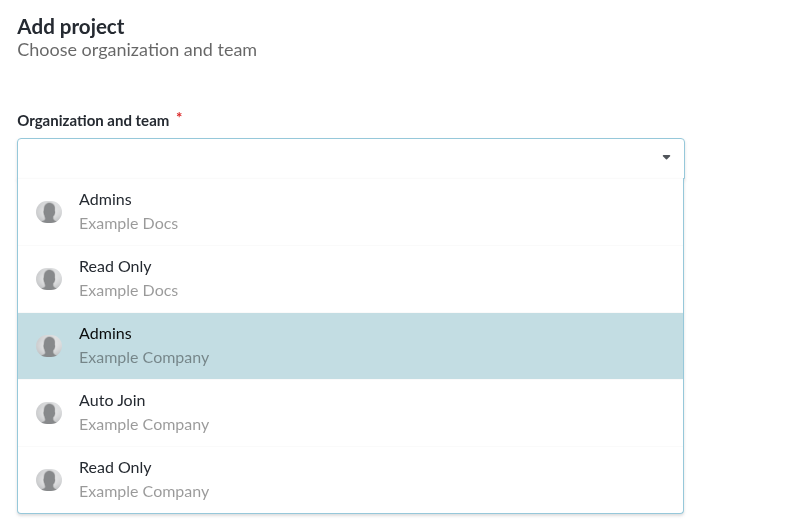 Add project
Choose organization and team
Organization and team *
Admins
Example Docs
Read Only
Example Docs
Admins
Example Company
Auto Join
Example Company
Read Only
Example Company